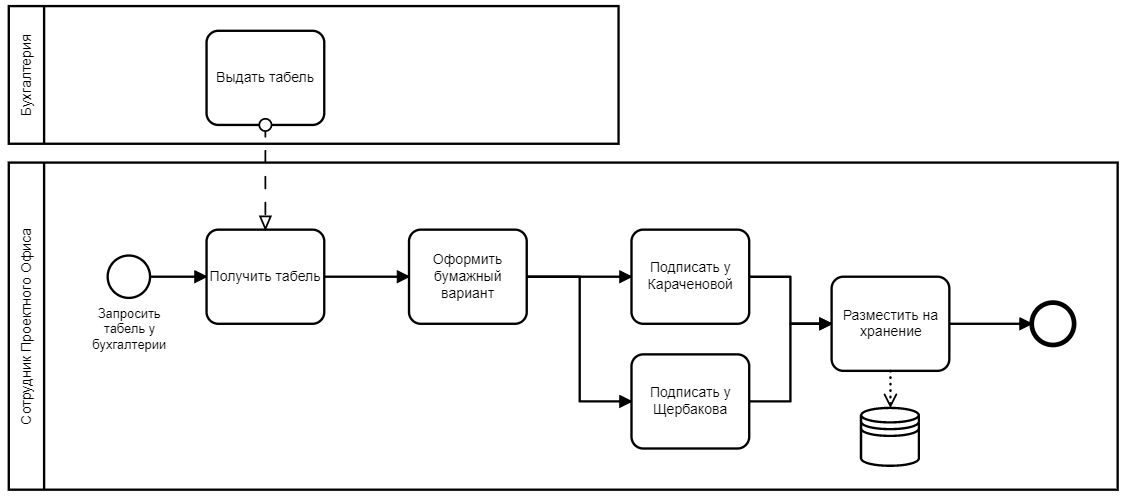 Бухгалтерия
Выдать табель
Сотрудник Проектного Офиса
Запросить
табель у
бухгалтерии
Получить табель
Оформить
бумажный
вариант
Подписать у
Караченовой
Подписать у
Щербакова
Разместить на
хранение